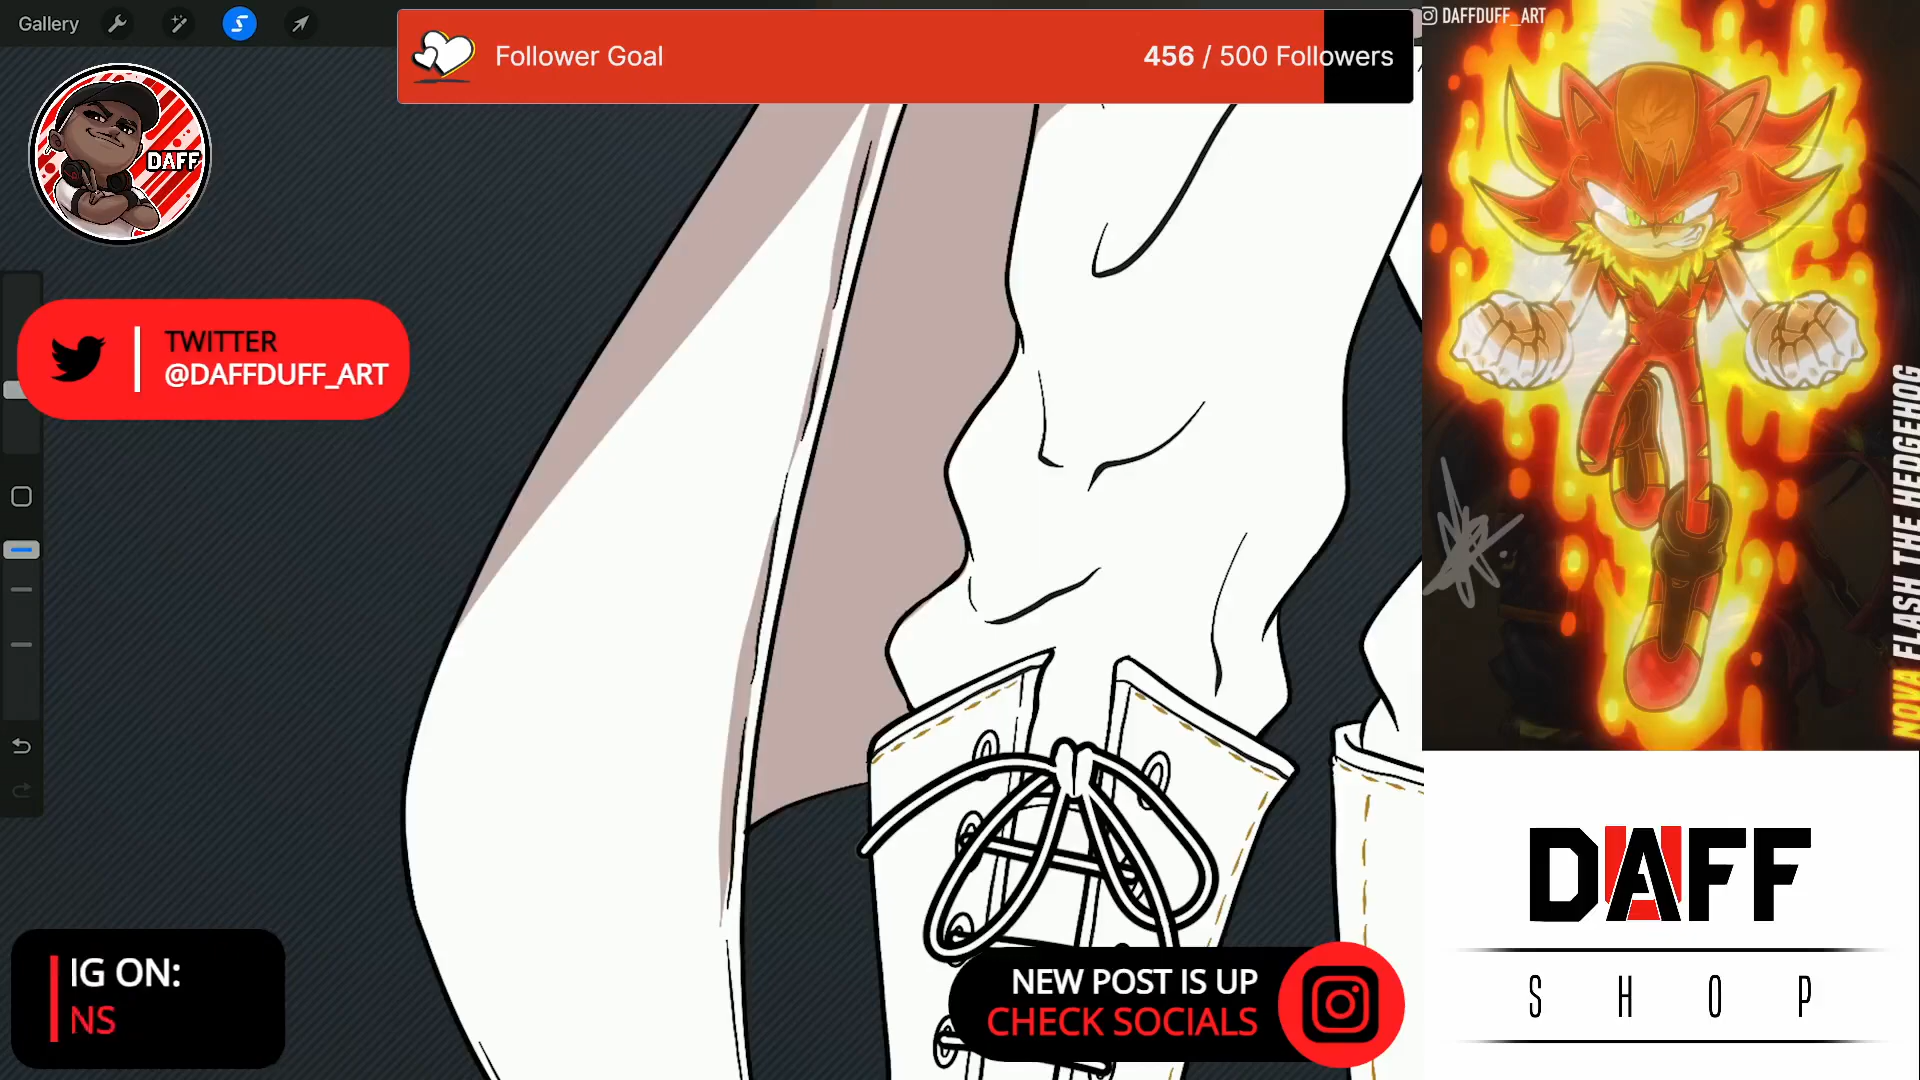 Gallery
Follower Goal
456 / 500 Followers
DAFFDUFF_ART
DAFF
TWITTER
@DAFFDUFF_ART
NOVA FLASH THE HEDGEHOG
IG ON:
NS
NEW POST IS UP
CHECK SOCIALS
DAFF
SHOP